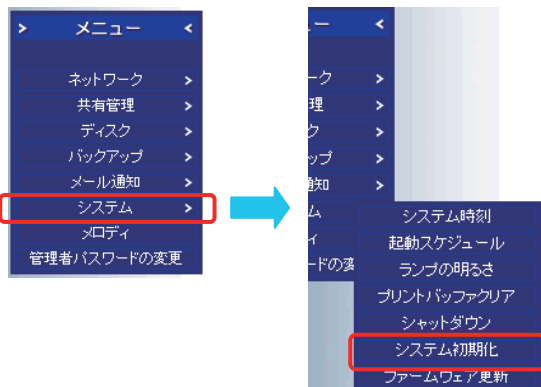 > メニュー <
ネットワーク >
共有管理 >
ディスク >
バックアップ >
メール通知 >
システム >
メロディ
管理者パスワードの変更
ー <
ーク >
理 >
ク >
ップ >
通知 >
ム
ィ
ードの変
システム時刻
起動スケジュール
ランプの明るさ
プリントバッファクリア
シャットダウン
システム初期化
ファームウェア更新